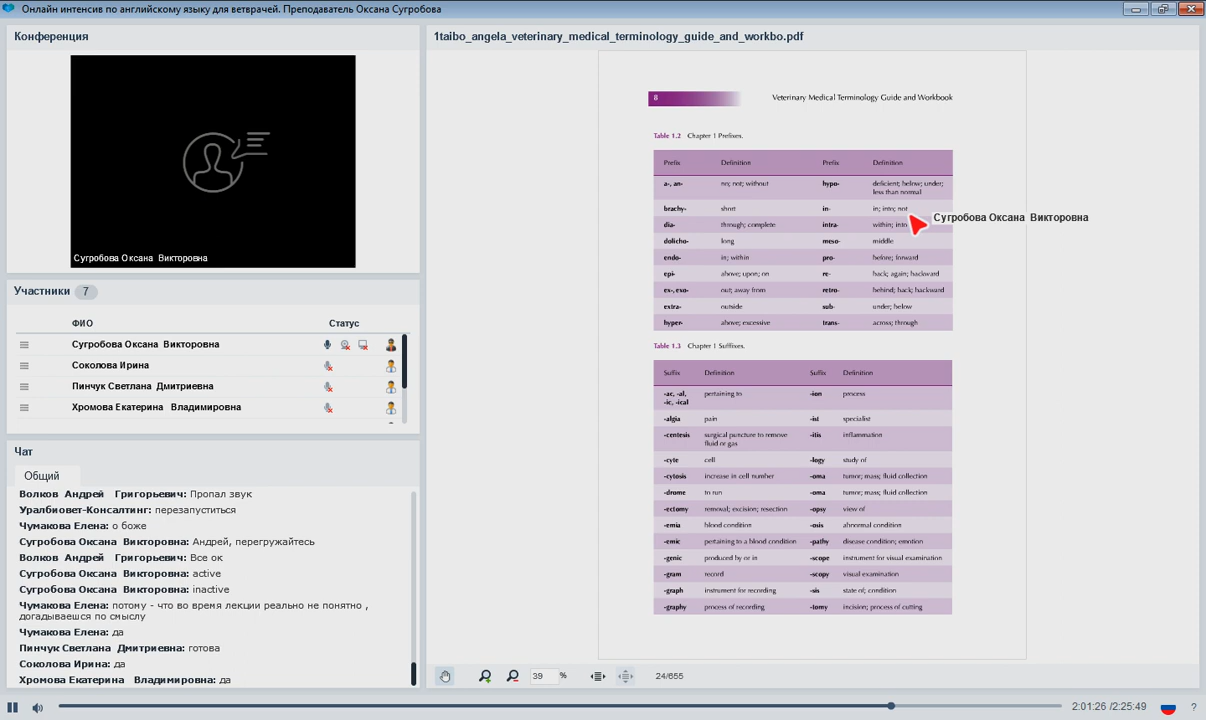 Онлайн интенсив по английскому языку для ветврачей. Преподаватель Оксана Сугробова
Конференция
Сугробова Оксана Викторовна
Участники 7
ФИО Статус
Сугробова Оксана Викторовна
Соколова Ирина
Пинчук Светлана Дмитриевна
Хромова Екатерина Владимировна
Чат
Общий
Волков Андрей Григорьевич: Пропал звук
Уралбиовет-Консалтинг: перезапуститься
Чумакова Елена: о боже
Сугробова Оксана Викторовна: Андрей, перегружайтесь
Волков Андрей Григорьевич: Все ок
Сугробова Оксана Викторовна: active
Сугробова Оксана Викторовна: inactive
Чумакова Елена: потому - что во время лекции реально не понятно ,
догадываешся по смыслу
Чумакова Елена: да
Пинчук Светлана Дмитриевна: готова
Соколова Ирина: да
Хромова Екатерина Владимировна: да
1taibo_angela_veterinary_medical_terminology_guide_and_workbo.pdf
8 Veterinary Medical Terminology Guide and Workbook
Table 1.2 Chapter 1 Prefixes.
Prefix Definition Prefix Definition
a-, an- no; not; without hypo- deficient; below; under;
less than normal
brachy- short in- in; into; not
dia- through; complete intra- within; into
Сугробова Оксана Викторовна
dolicho- long meso- middle
endo- in; within pro- before; forward
epi- above; upon; on re- back; again; backward
ex-, exo- out; away from retro- behind; back; backward
extra- outside sub- under; below
hyper- above; excessive trans- across; through
Table 1.3 Chapter 1 Suffixes.
Suffix Definition Suffix Definition
-ac, -al, pertaining to -ion process
-ic, -ical
-algia pain -ist specialist
-centesis surgical puncture to remove -itis inflammation
fluid or gas
-cyte cell -logy study of
-cytosis increase in cell number -oma tumor; mass; fluid collection
-drome to run -oma tumor; mass; fluid collection
-ectomy removal; excision; resection -opsy view of
-emia blood condition -osis abnormal condition
-emic pertaining to a blood condition -pathy disease condition; emotion
-genic produced by or in -scope instrument for visual examination
-gram record -scopy visual examination
-graph instrument for recording -sis state of; condition
-graphy process of recording -tomy incision; process of cutting
39 % 24/655
2:01:26 /2:25:49 ?